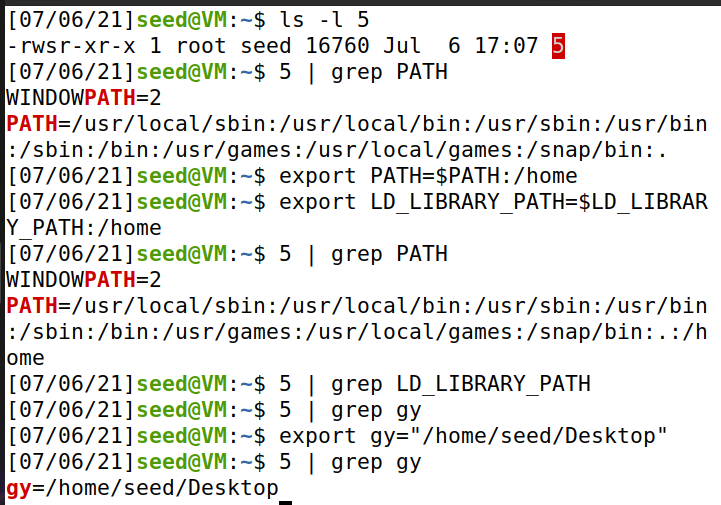 [07/06/21]seed@VM:~$ ls -l 5
-rwsr-xr-x 1 root seed 16760 Jul  6 17:07 5
[07/06/21]seed@VM:~$ 5 | grep PATH
WINDOWPATH=2
PATH=/usr/local/sbin:/usr/local/bin:/usr/sbin:/usr/bin
:/sbin:/bin:/usr/games:/usr/local/games:/snap/bin:.
[07/06/21]seed@VM:~$ export PATH=$PATH:/home
[07/06/21]seed@VM:~$ export LD_LIBRARY_PATH=$LD_LIBRAR
Y_PATH:/home
[07/06/21]seed@VM:~$ 5 | grep PATH
WINDOWPATH=2
PATH=/usr/local/sbin:/usr/local/bin:/usr/sbin:/usr/bin
:/sbin:/bin:/usr/games:/usr/local/games:/snap/bin:.:/h
ome
[07/06/21]seed@VM:~$ 5 | grep LD_LIBRARY_PATH
[07/06/21]seed@VM:~$ 5 | grep gy
[07/06/21]seed@VM:~$ export gy="/home/seed/Desktop"
[07/06/21]seed@VM:~$ 5 | grep gy
gy=/home/seed/Desktop